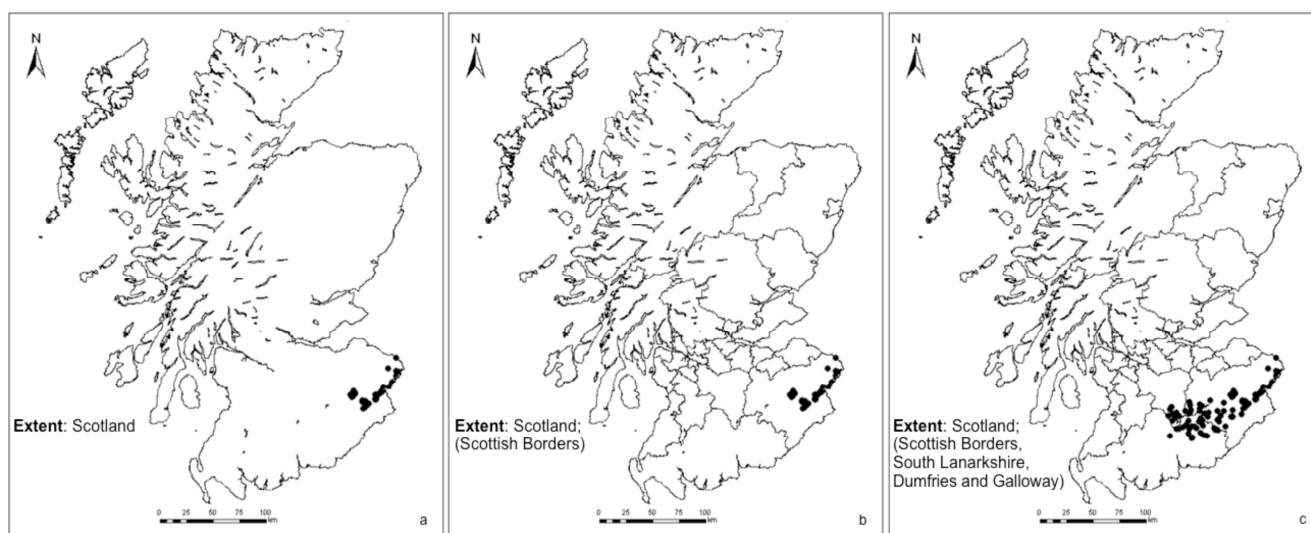 N
Extent: Scotland
0 25 50 75 100
km
a
N
Extent: Scotland;
(Scottish Borders)
0 25 50 75 100
km
b
N
Extent: Scotland;
(Scottish Borders,
South Lanarkshire,
Dumfries and Galloway)
0 25 50 75 100
km
c